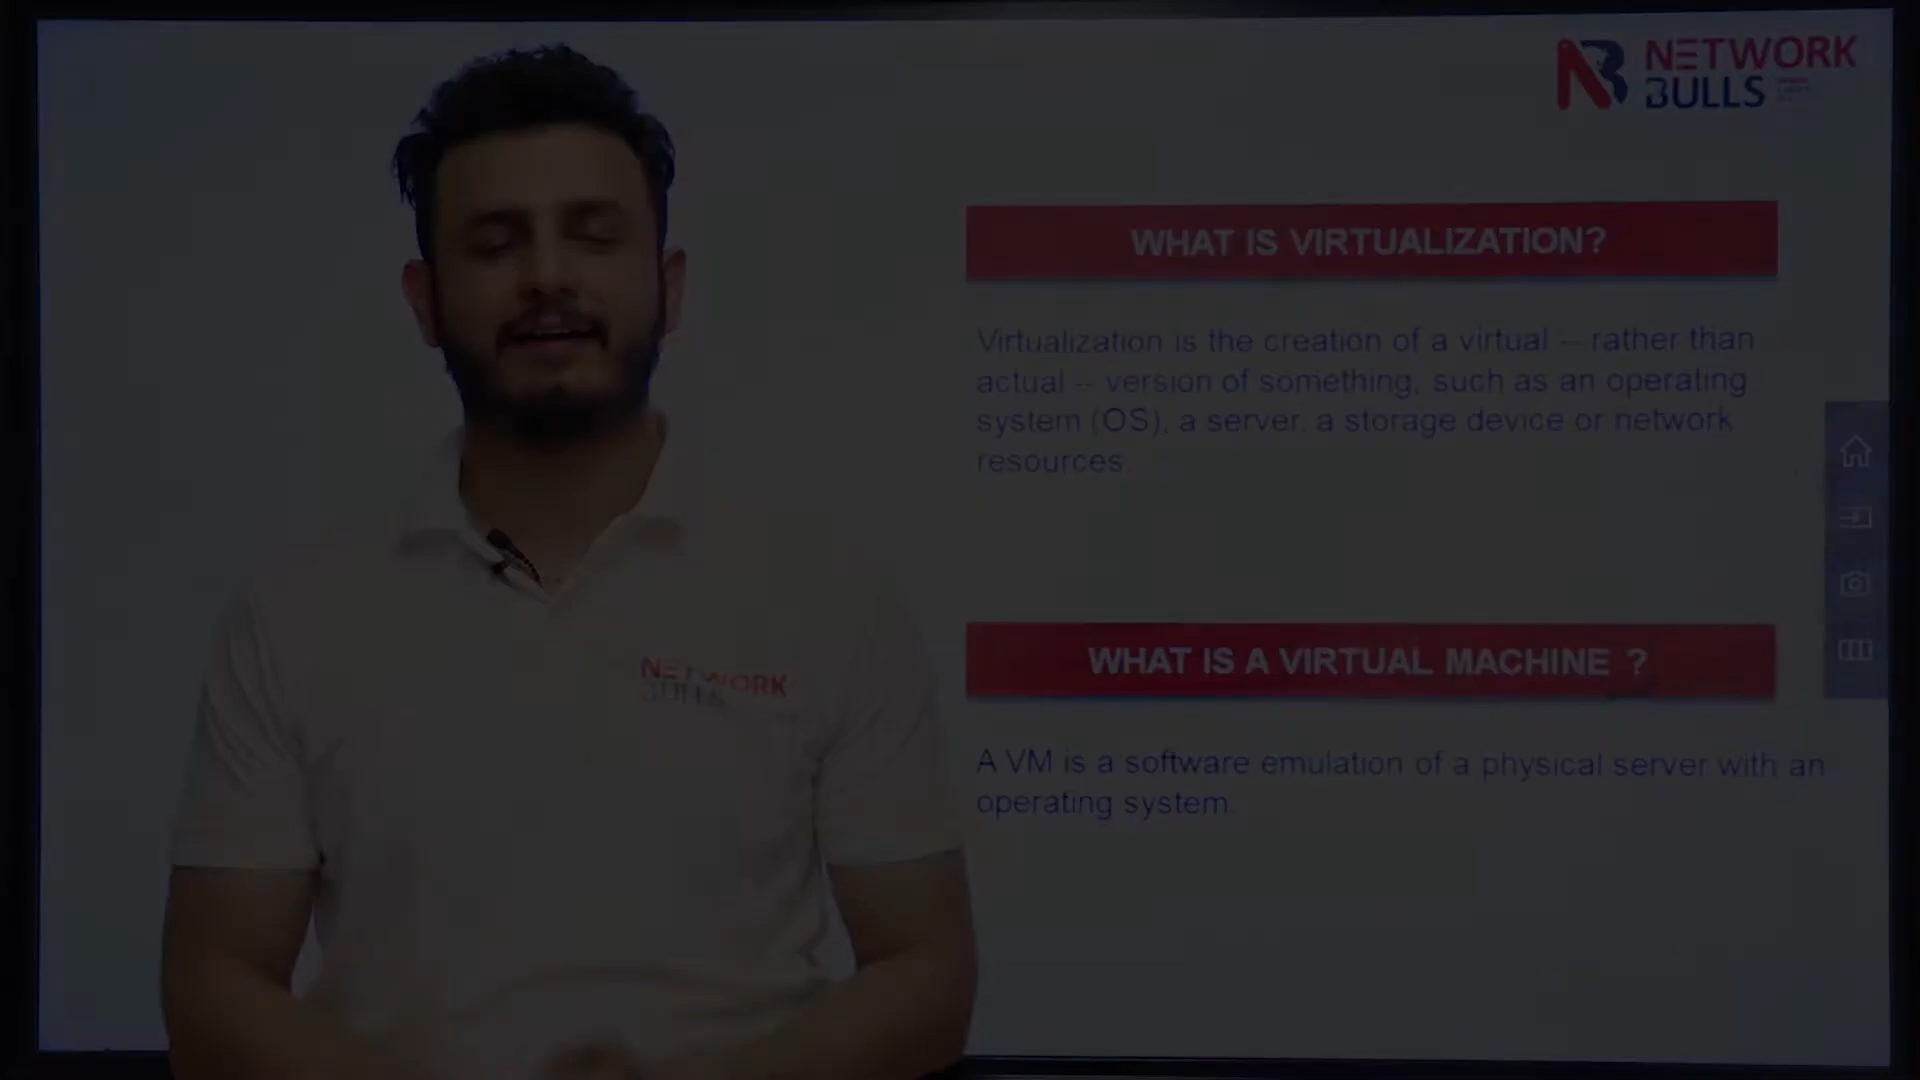 NETWORK
BULLS
WHAT IS VIRTUALIZATION?
Virtualization is the creation of a virtual -- rather than
actual -- version of something, such as an operating
system (OS), a server, a storage device or network
resources.
NETWORK
BULLS
WHAT IS A VIRTUAL MACHINE ?
A VM is a software emulation of a physical server with an
operating system.